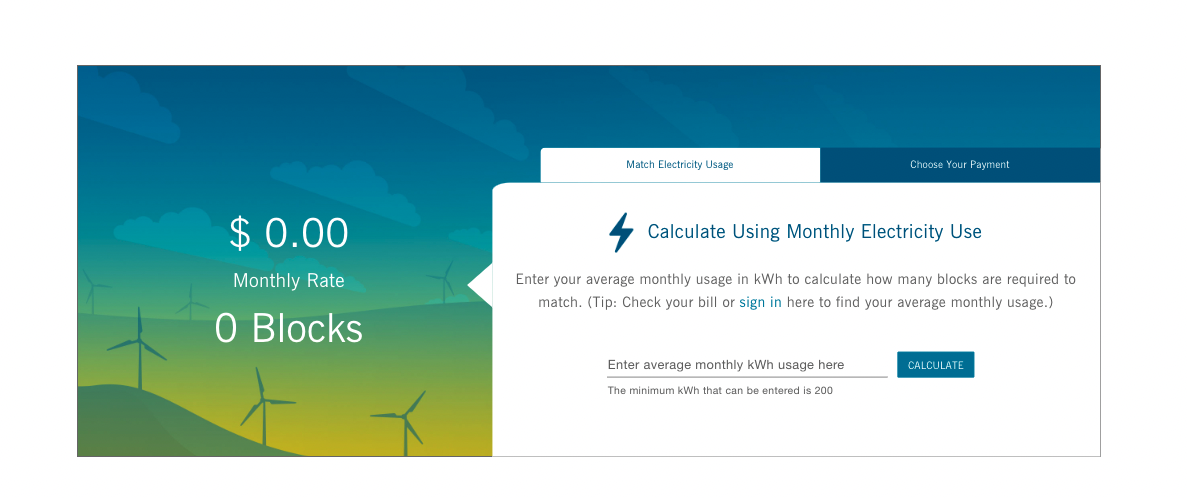 Match Electricity Usage
Choose Your Payment
$ 0.00
Monthly Rate
0 Blocks
Calculate Using Monthly Electricity Use
Enter your average monthly usage in kWh to calculate how many blocks are required to
match. (Tip: Check your bill or sign in here to find your average monthly usage.)
Enter average monthly kWh usage here
CALCULATE
The minimum kWh that can be entered is 200